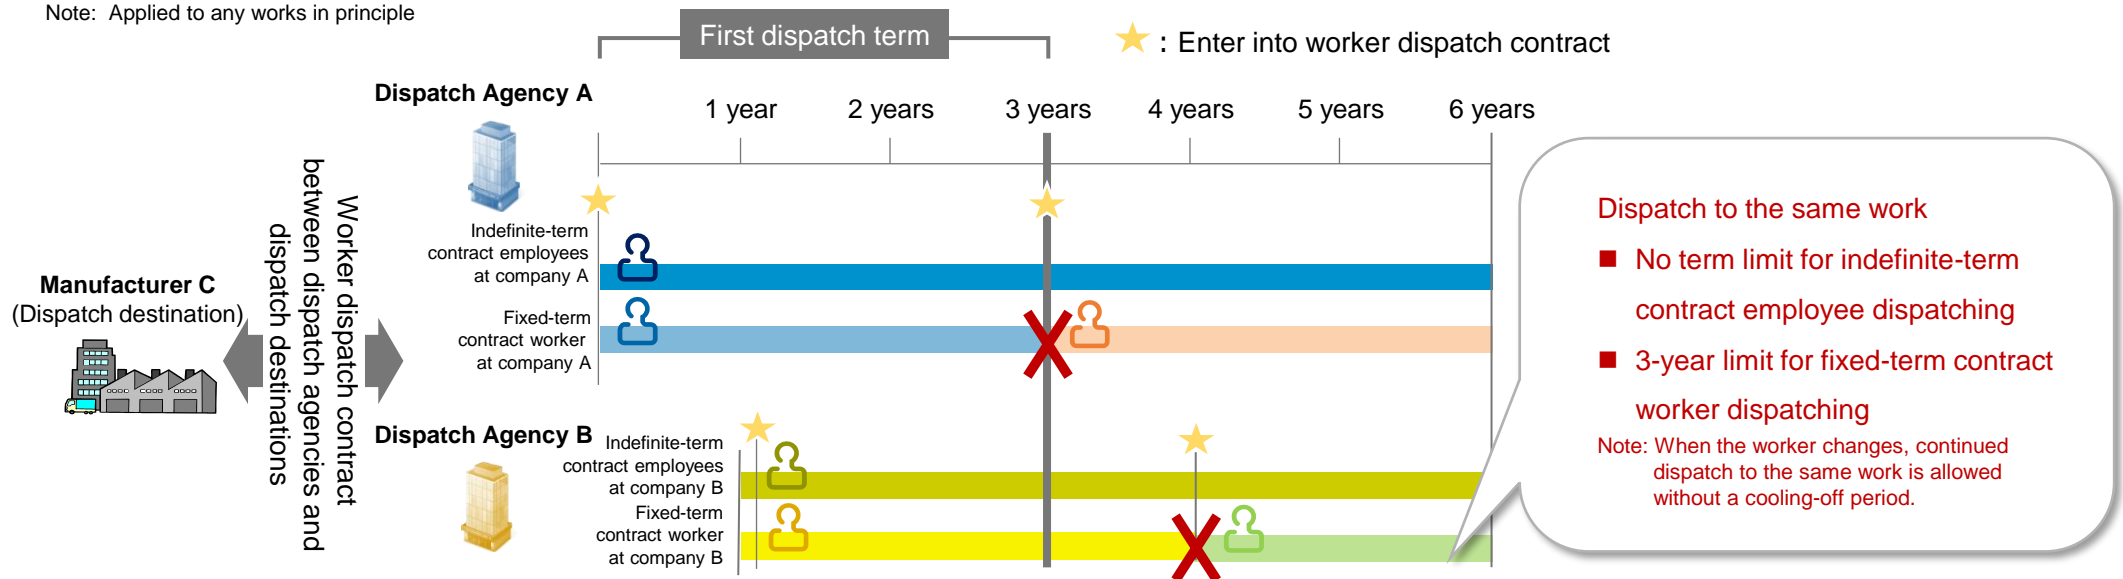 Note: Applied to any works in principle
First dispatch term
: Enter into worker dispatch contract
Dispatch Agency A
1 year
2 years
3 years
4 years
5 years
6 years
Indefinite-term
contract employees
at company A
Fixed-term
contract worker
at company A
Manufacturer C
(Dispatch destination)
Worker dispatch contract
between dispatch agencies and
dispatch destinations
Dispatch Agency B
Indefinite-term
contract employees
at company B
Fixed-term
contract worker
at company B
Dispatch to the same work
■ No term limit for indefinite-term
contract employee dispatching
■ 3-year limit for fixed-term contract
worker dispatching
Note: When the worker changes, continued
dispatch to the same work is allowed
without a cooling-off period.